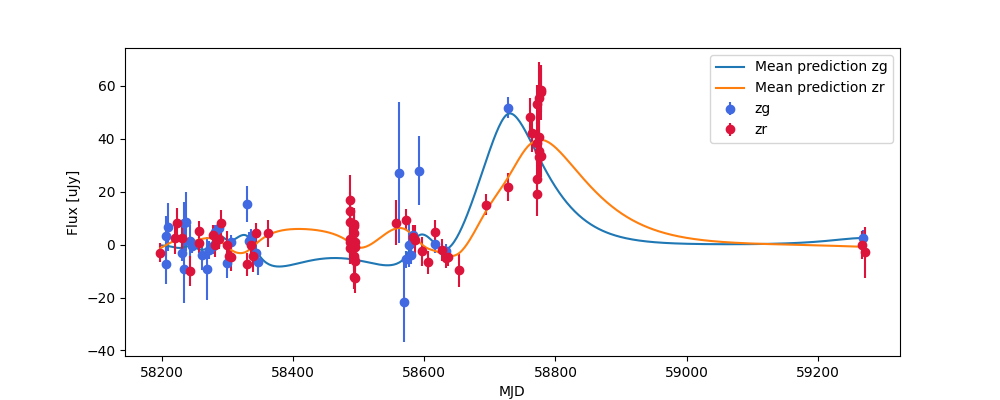 60
40
20
0
−20
−40
Flux [uJy]
58200
58400
58600
58800
59000
59200
MJD
Mean prediction zg
Mean prediction zr
zg
zr